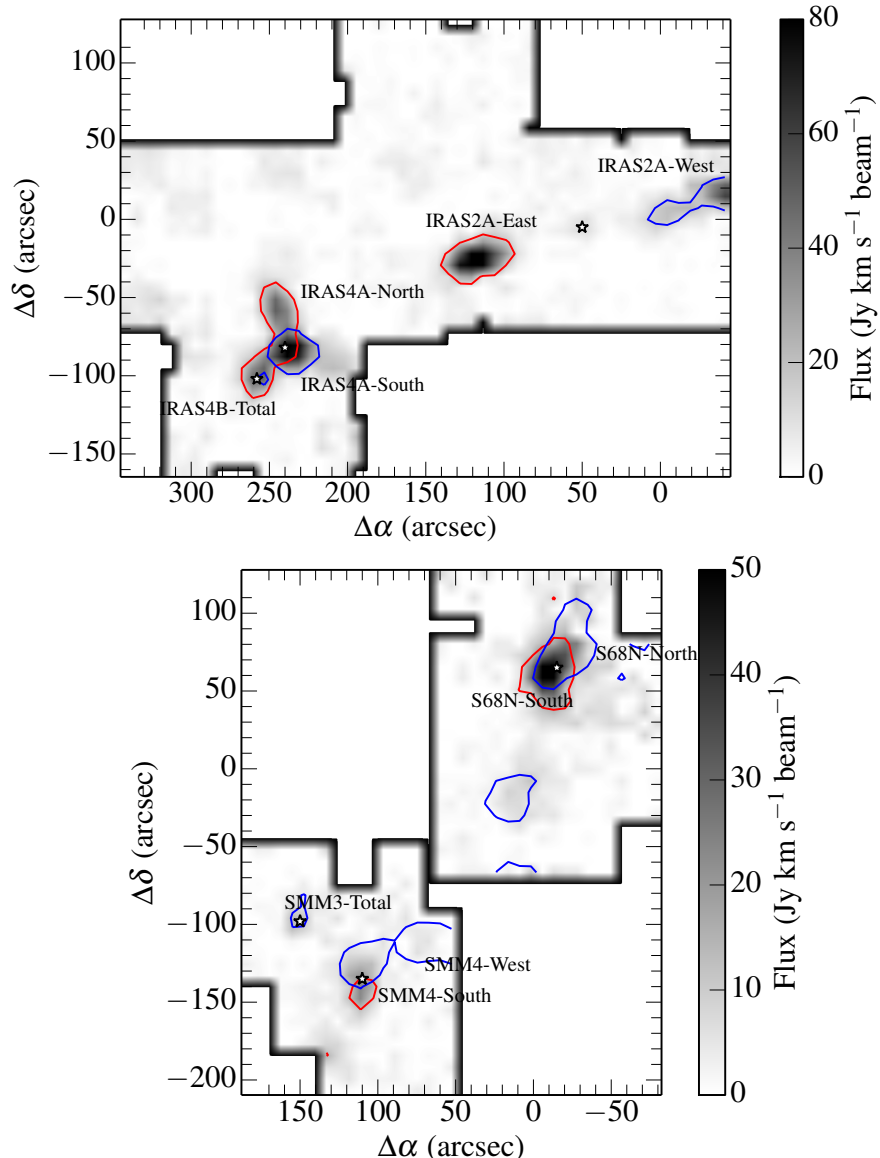 100
50
0
−50
−100
−150
Δδ (arcsec)
IRAS2A-West
IRAS2A-East
IRAS4A-North
IRAS4A-South
IRAS4B-Total
300 250 200 150 100 50 0
Δα (arcsec)
80
60
40
20
0
Flux (Jy km s−1 beam−1)
100
50
0
−50
−100
−150
−200
Δδ (arcsec)
S68N-North
S68N-South
SMM3-Total
SMM4-West
SMM4-South
150 100 50 0 −50
Δα (arcsec)
50
40
30
20
10
0
Flux (Jy km s−1 beam−1)